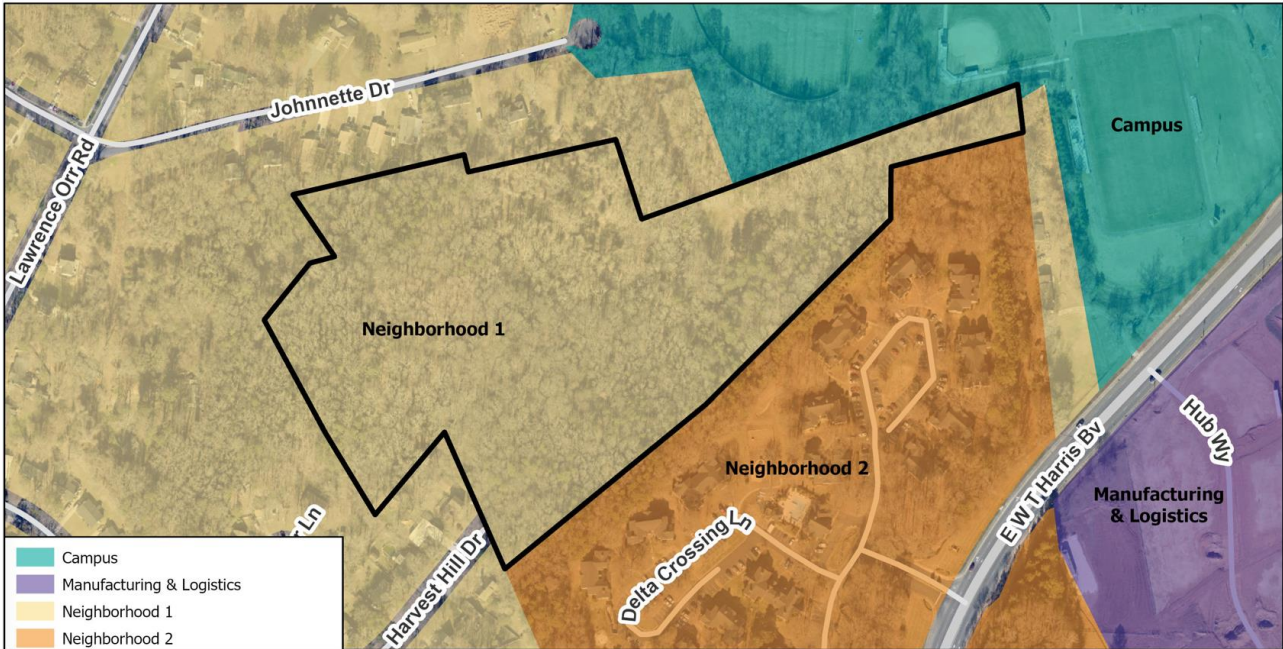 Johnnette Dr
Campus
Lawrence Orr Rd
Neighborhood 1
Hub Wy
E W T Harris Bv
Neighborhood 2
Manufacturing
& Logistics
Delta Crossing Ln
r Ln
Harvest Hill Dr
Campus
Manufacturing & Logistics
Neighborhood 1
Neighborhood 2